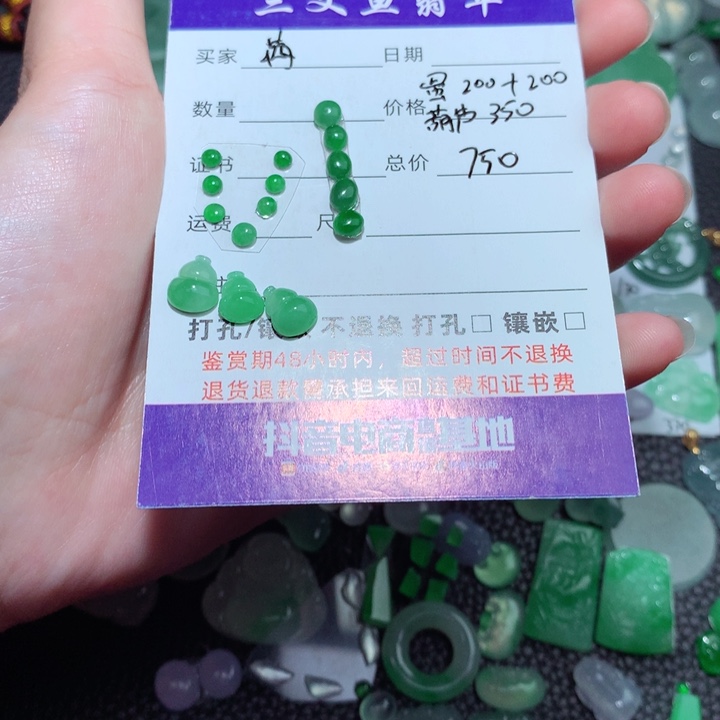 买家 日期
数量 价格 蛋 200+200
葫芦 350
证书 总价 750
运费 尺
打孔/镶 不退换 打孔□ 镶嵌□
鉴赏期48小时内，超过时间不退换
退货退款需承担来回运费和证书费
抖音电商 基地